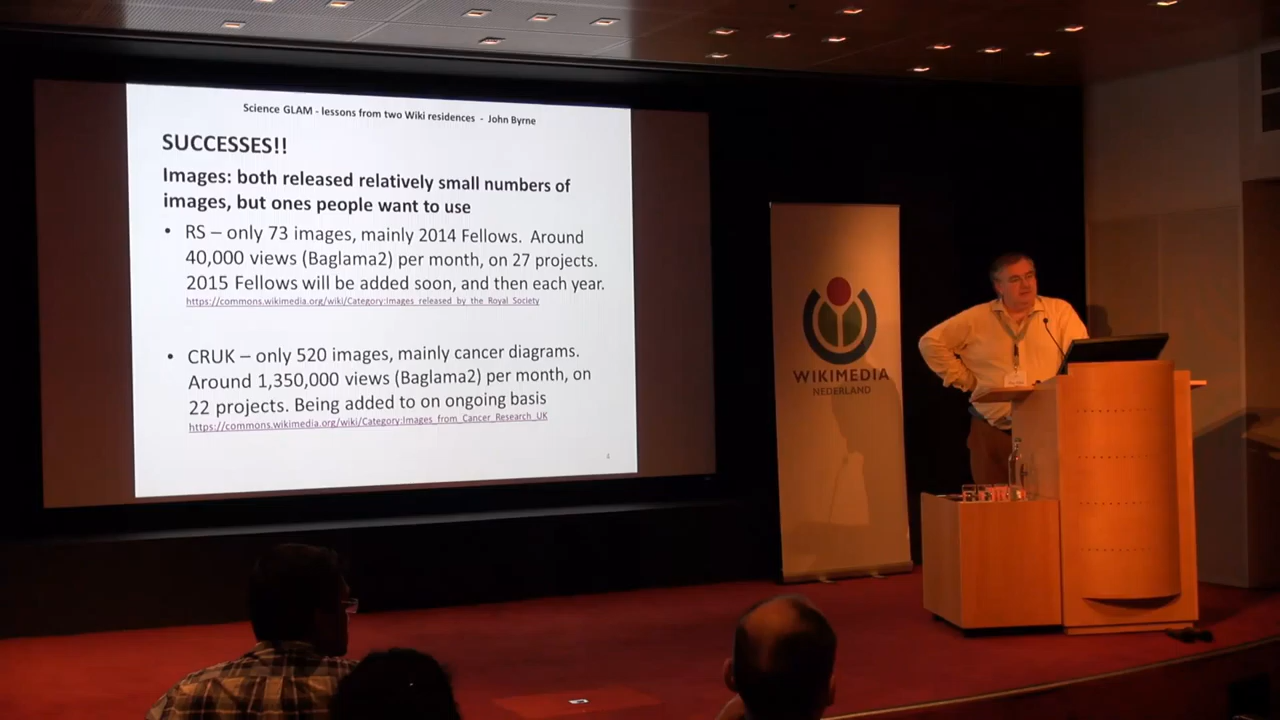 Science GLAM - lessons from two Wiki residences - John Byrne
SUCCESSES!!
Images: both released relatively small numbers of
images, but ones people want to use
• RS – only 73 images, mainly 2014 Fellows. Around
40,000 views (Baglama2) per month, on 27 projects.
2015 Fellows will be added soon, and then each year.
https://commons.wikimedia.org/wiki/Category:Images_released_by_the_Royal_Society
• CRUK – only 520 images, mainly cancer diagrams.
Around 1,350,000 views (Baglama2) per month, on
22 projects. Being added to on ongoing basis
https://commons.wikimedia.org/wiki/Category:Images_from_Cancer_Research_UK
WIKIMEDIA
NEDERLAND